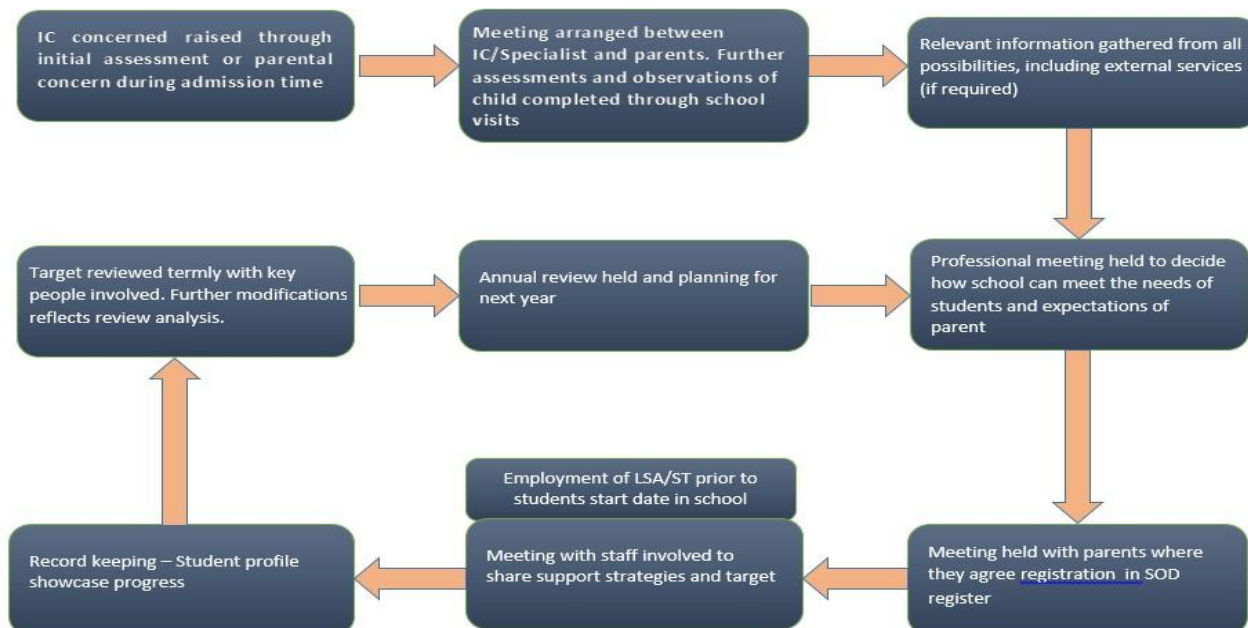 IC concerned raised through
initial assessment or parental
concern during admission time
Meeting arranged between
IC/Specialist and parents. Further
assessments and observations of
child completed through school
visits
Relevant information gathered from all
possibilities, including external services
(if required)
Target reviewed termly with key
people involved. Further modifications
reflects review analysis.
Annual review held and planning for
next year
Professional meeting held to decide
how school can meet the needs of
students and expectations of
parent
Employment of LSA/ST prior to
students start date in school
Record keeping – Student profile
showcase progress
Meeting with staff involved to
share support strategies and target
Meeting held with parents where
they agree registration in SOD
register